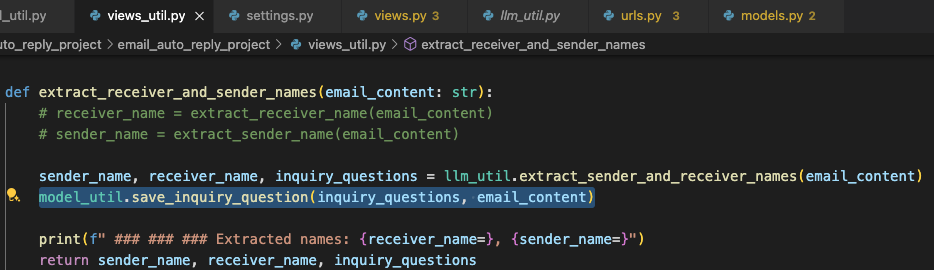 l_util.py views_util.py settings.py views.py 3 llm_util.py urls.py 3 models.py 2
uto_reply_project > email_auto_reply_project > views_util.py > extract_receiver_and_sender_names
def extract_receiver_and_sender_names(email_content: str):
# receiver_name = extract_receiver_name(email_content)
# sender_name = extract_sender_name(email_content)
sender_name, receiver_name, inquiry_questions = llm_util.extract_sender_and_receiver_names(email_content)
model_util.save_inquiry_question(inquiry_questions, email_content)
print(f" ### ### ### Extracted names: {receiver_name=}, {sender_name=}")
return sender_name, receiver_name, inquiry_questions